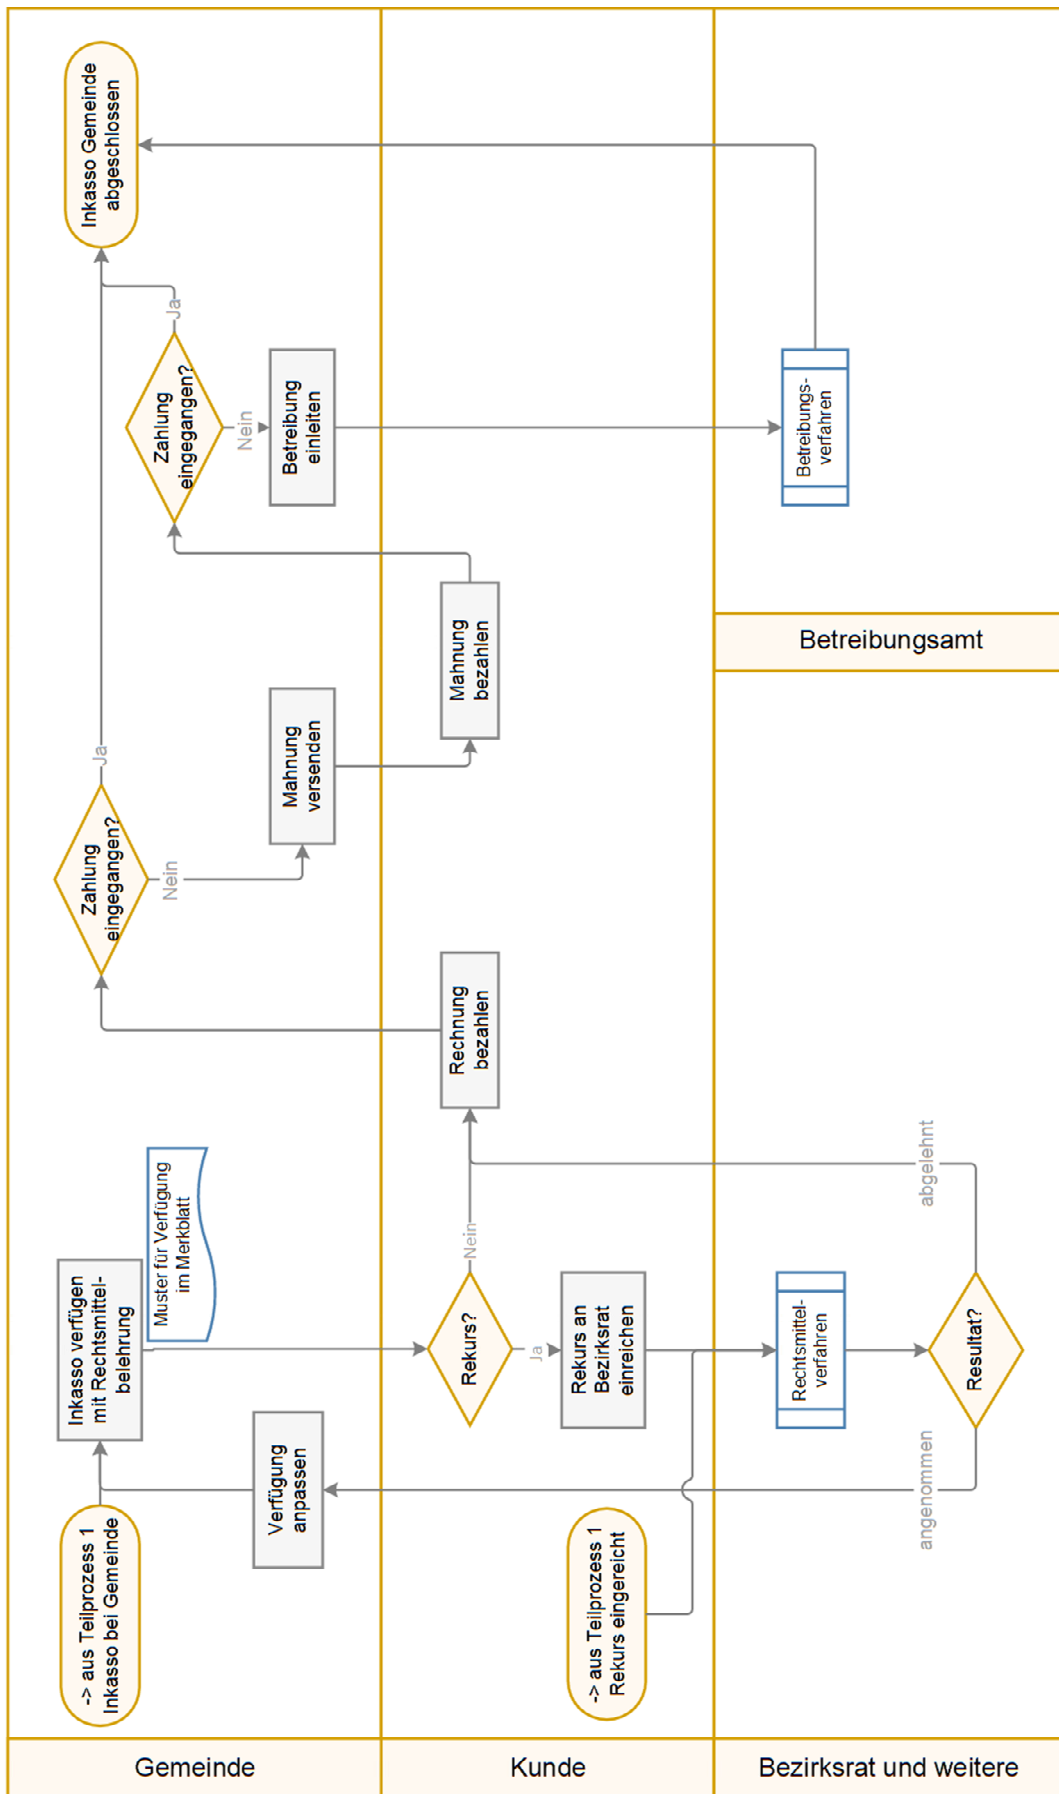 -> aus Teilprozess 1
Inkasso bei Gemeinde
Inkasso verfügen
mit Rechtsmittel-
belehrung
Muster für Verfügung
im Merkblatt
Verfügung
anpassen
Zahlung
eingegangen?
Ja
Nein
Mahnung
versenden
Zahlung
eingegangen?
Ja
Nein
Betreibung
einleiten
Inkasso Gemeinde
abgeschlossen
-> aus Teilprozess 1
Rekurs eingereicht
Rekurs?
Nein
Ja
Rekurs an
Bezirksrat
einreichen
Rechnung
bezahlen
Mahnung
bezahlen
Rechtsmittel-
verfahren
Resultat?
angenommen
abgelehnt
Betreibungsamt
Betreibungs-
verfahren
Gemeinde
Kunde
Bezirksrat und weitere